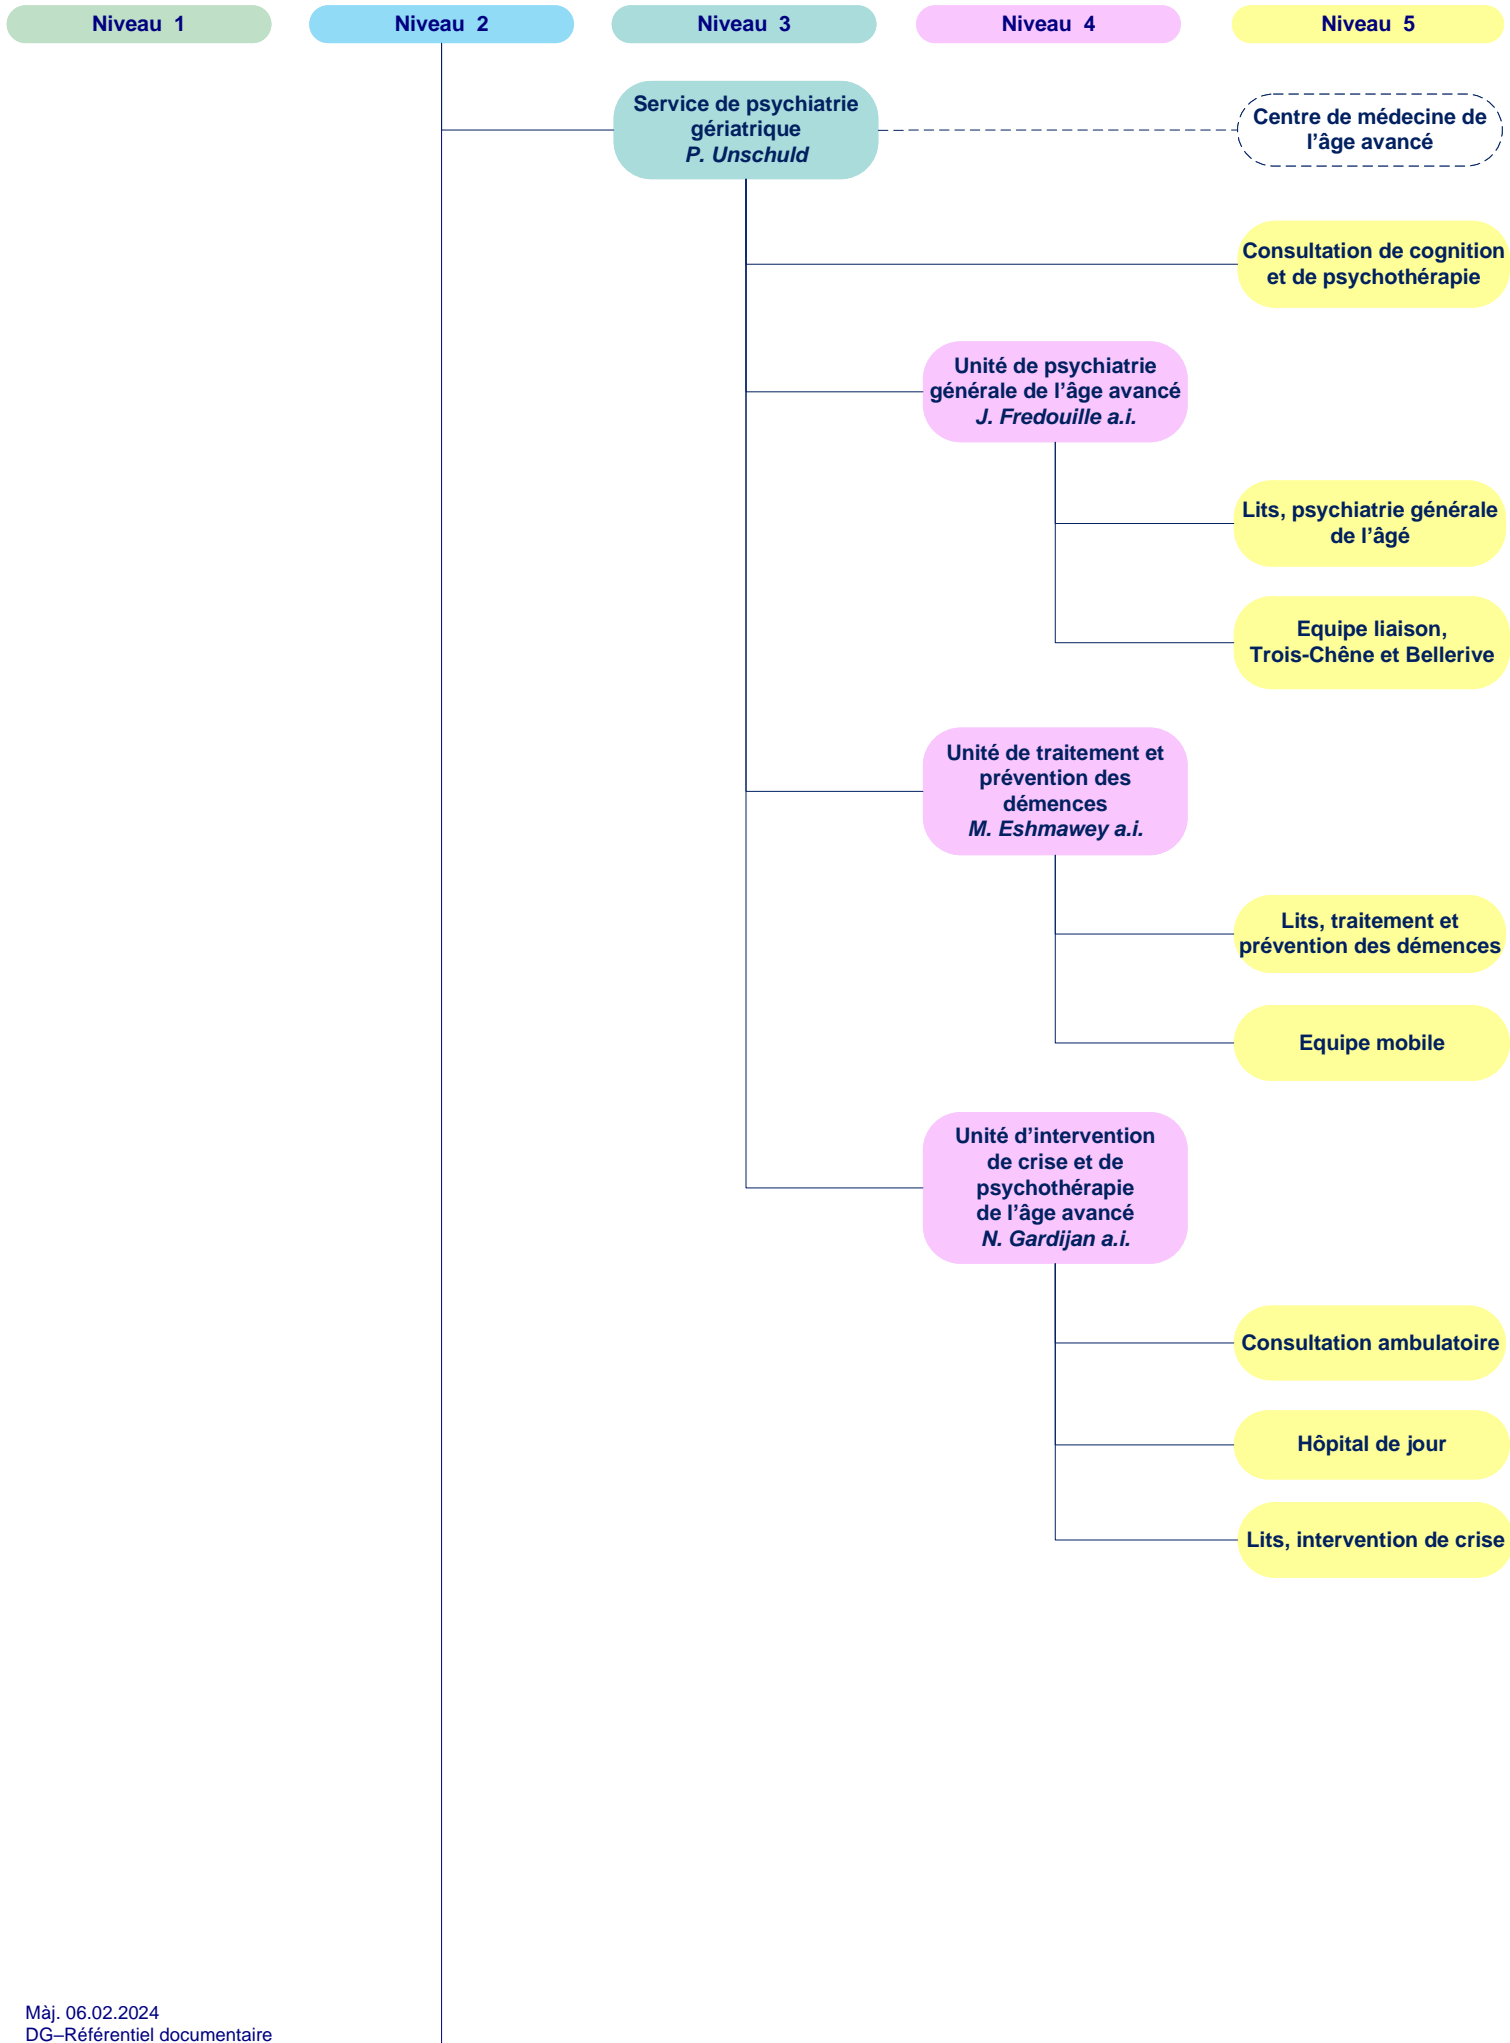 Niveau  1
Niveau  2
Niveau  3
Niveau  4
Niveau  5
Service de psychiatrie
gériatrique
P. Unschuld
Centre de médecine de
l’âge avancé
Consultation de cognition
et de psychothérapie
Unité de psychiatrie
générale de l’âge avancé
J. Fredouille a.i.
Lits, psychiatrie générale
de l’âgé
Equipe liaison,
Trois-Chêne et Bellerive
Unité de traitement et
prévention des
démences
M. Eshmawey a.i.
Lits, traitement et
prévention des démences
Equipe mobile
Unité d’intervention
de crise et de
psychothérapie
de l’âge avancé
N. Gardijan a.i.
Consultation ambulatoire
Hôpital de jour
Lits, intervention de crise
Màj. 06.02.2024
DG–Référentiel documentaire